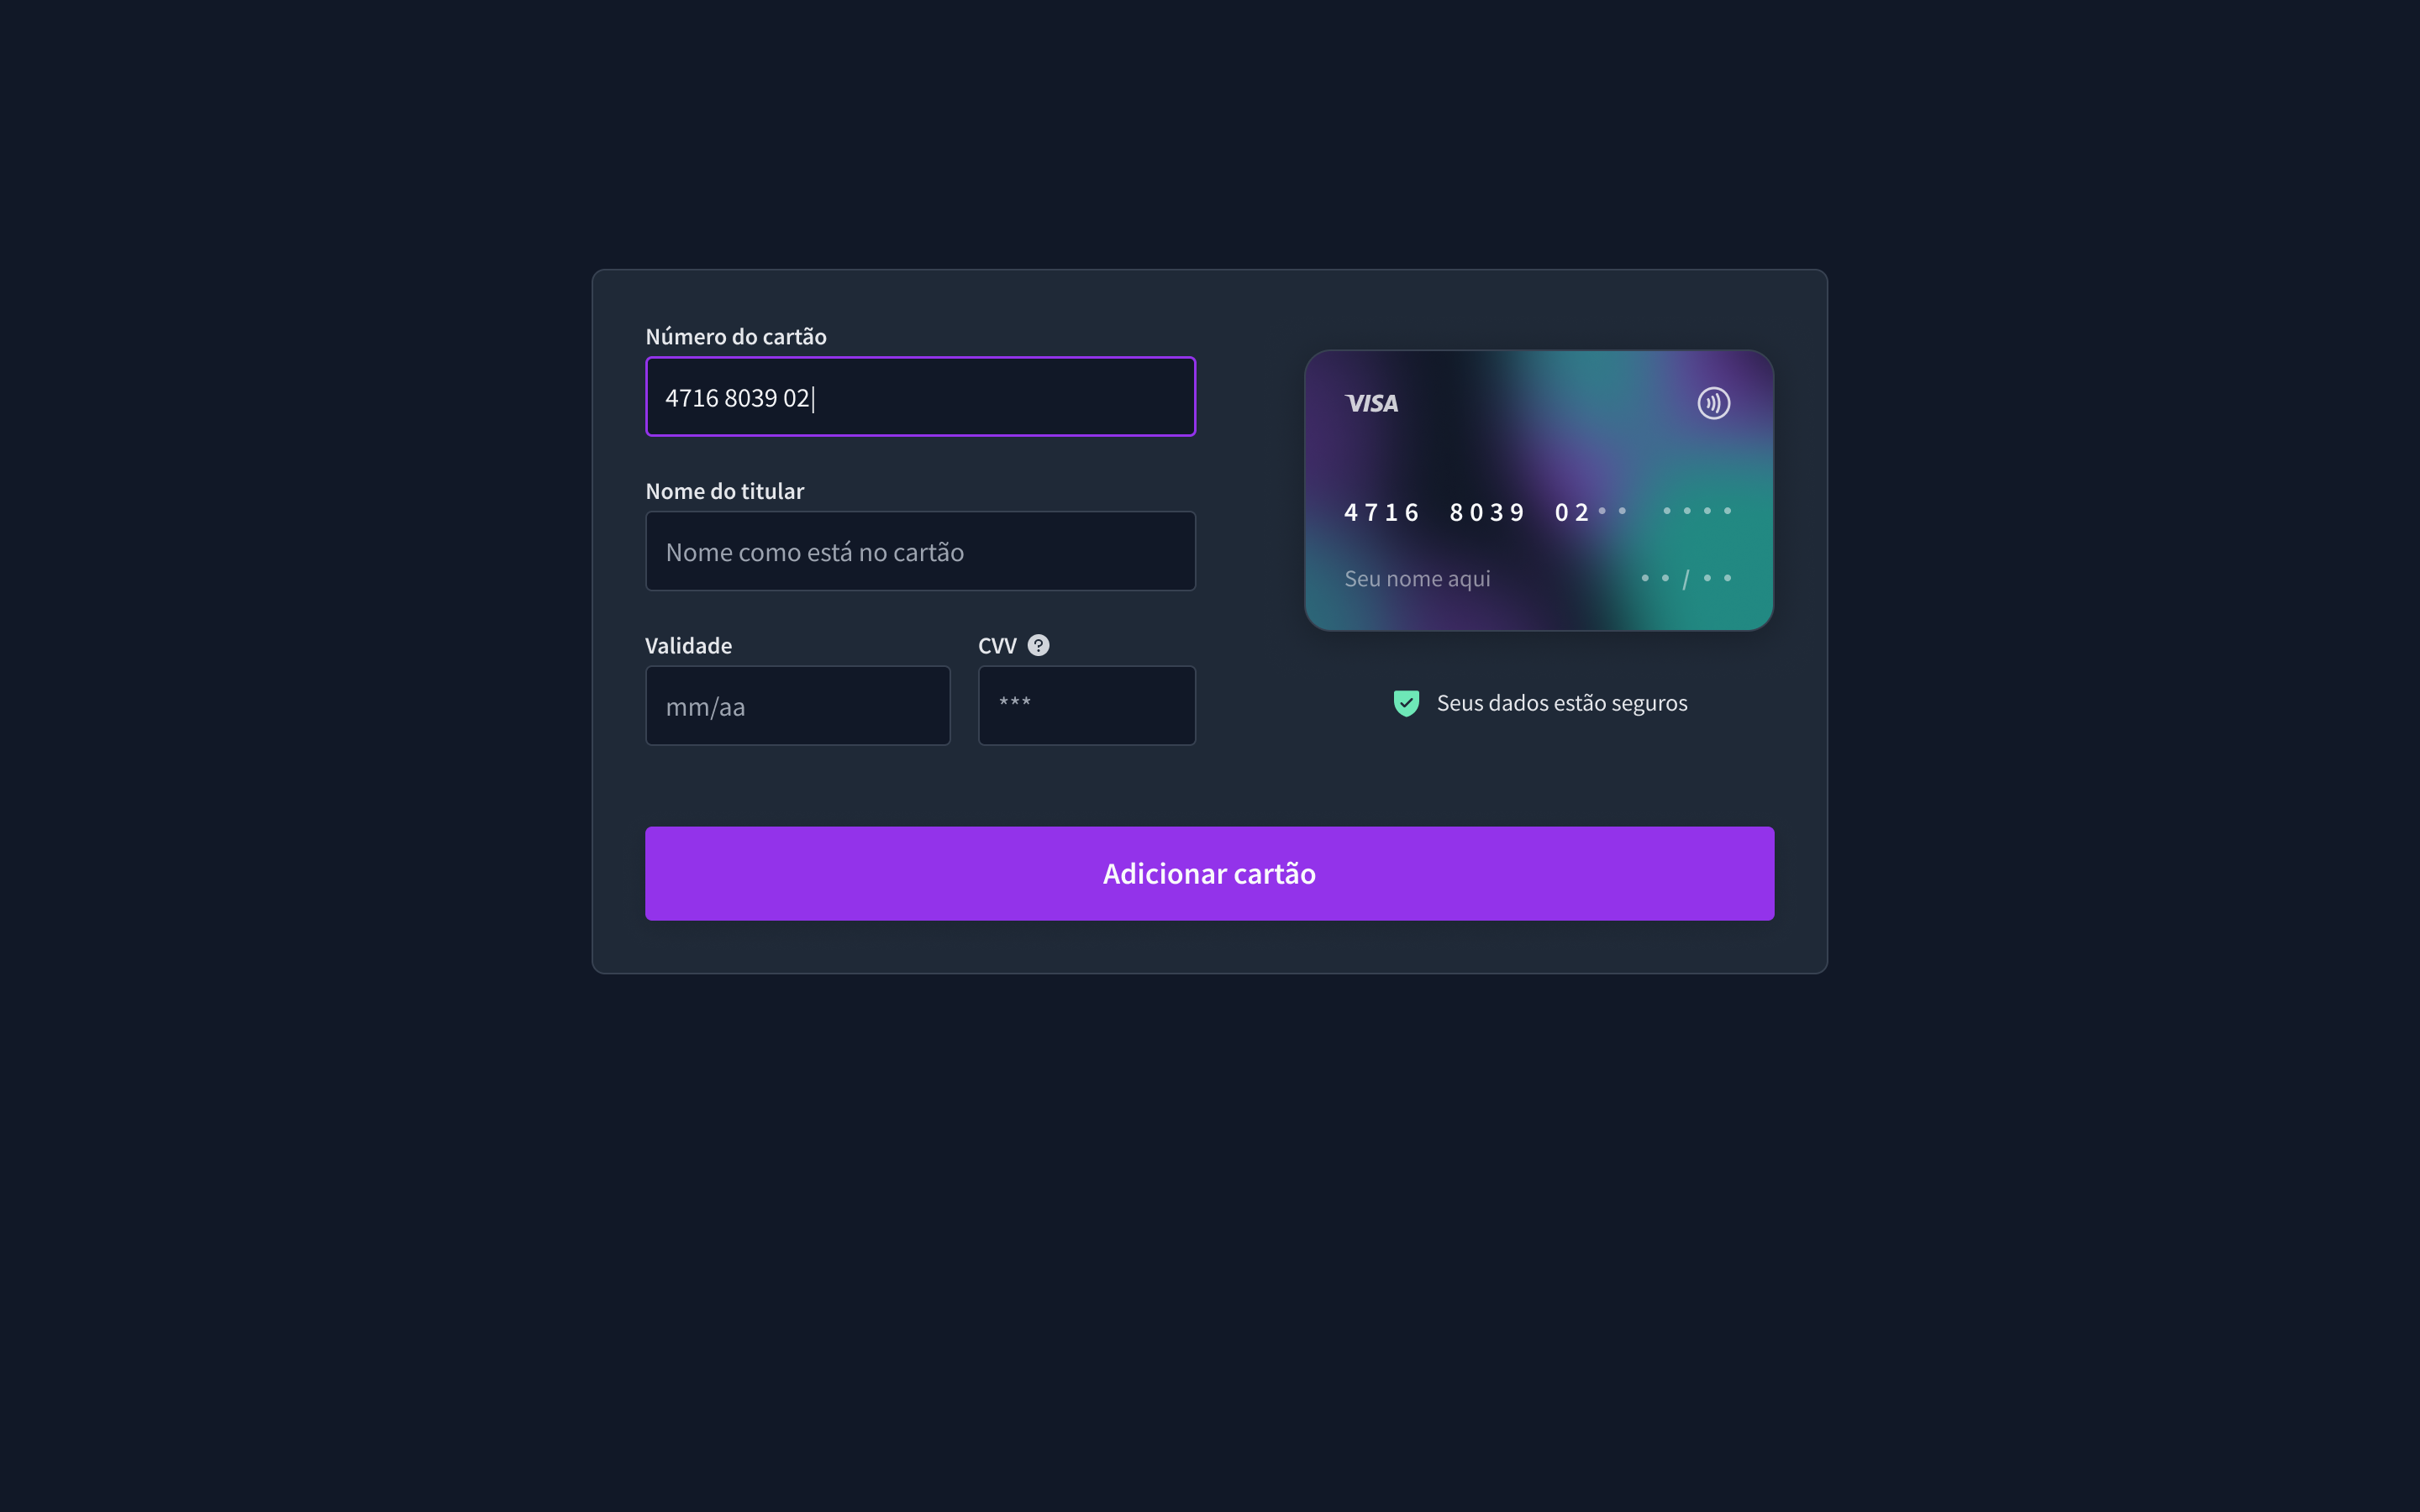 Número do cartão
4716 8039 02
Nome do titular
Nome como está no cartão
Validade
CVV ?
mm/aa
***
VISA
4716 8039 02•• ••••
Seu nome aqui
••/••
Seus dados estão seguros
Adicionar cartão